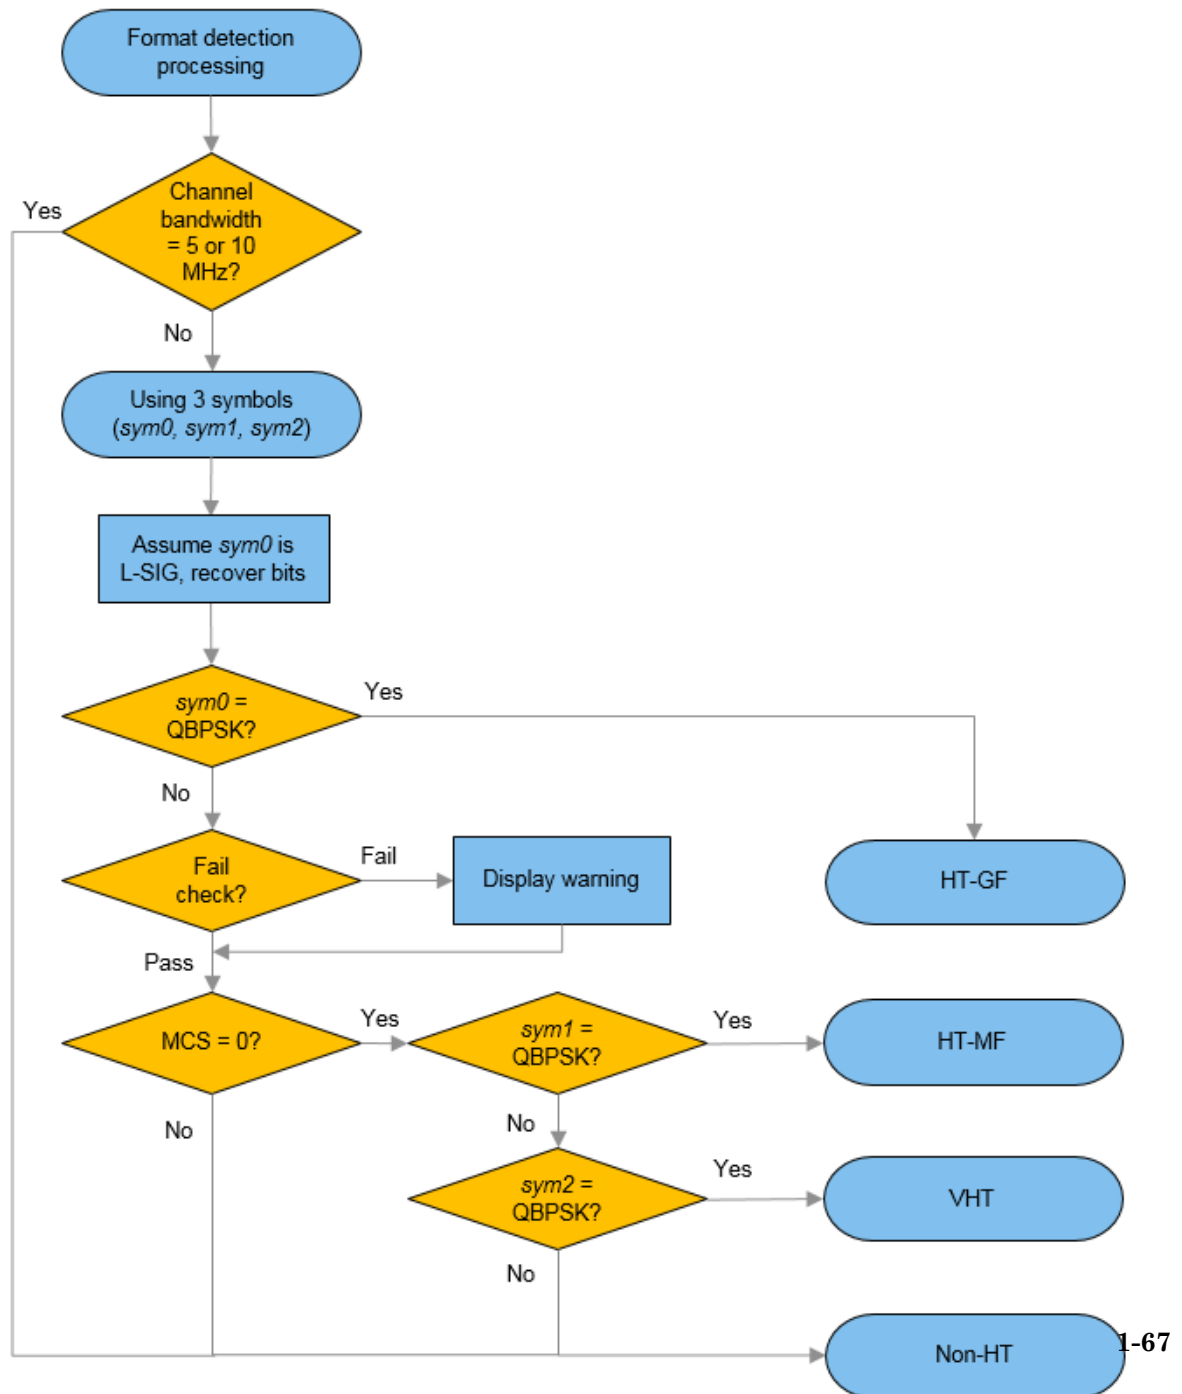 Format detection
processing
Channel
bandwidth
= 5 or 10
MHz?
Yes
No
Using 3 symbols
(sym0, sym1, sym2)
Assume sym0 is
L-SIG, recover bits
sym0 =
QBPSK?
Yes
No
Fail
check?
Fail
Display warning
HT-GF
Pass
MCS = 0?
Yes
sym1 =
QBPSK?
Yes
HT-MF
No
No
sym2 =
QBPSK?
Yes
VHT
No
Non-HT
1-67